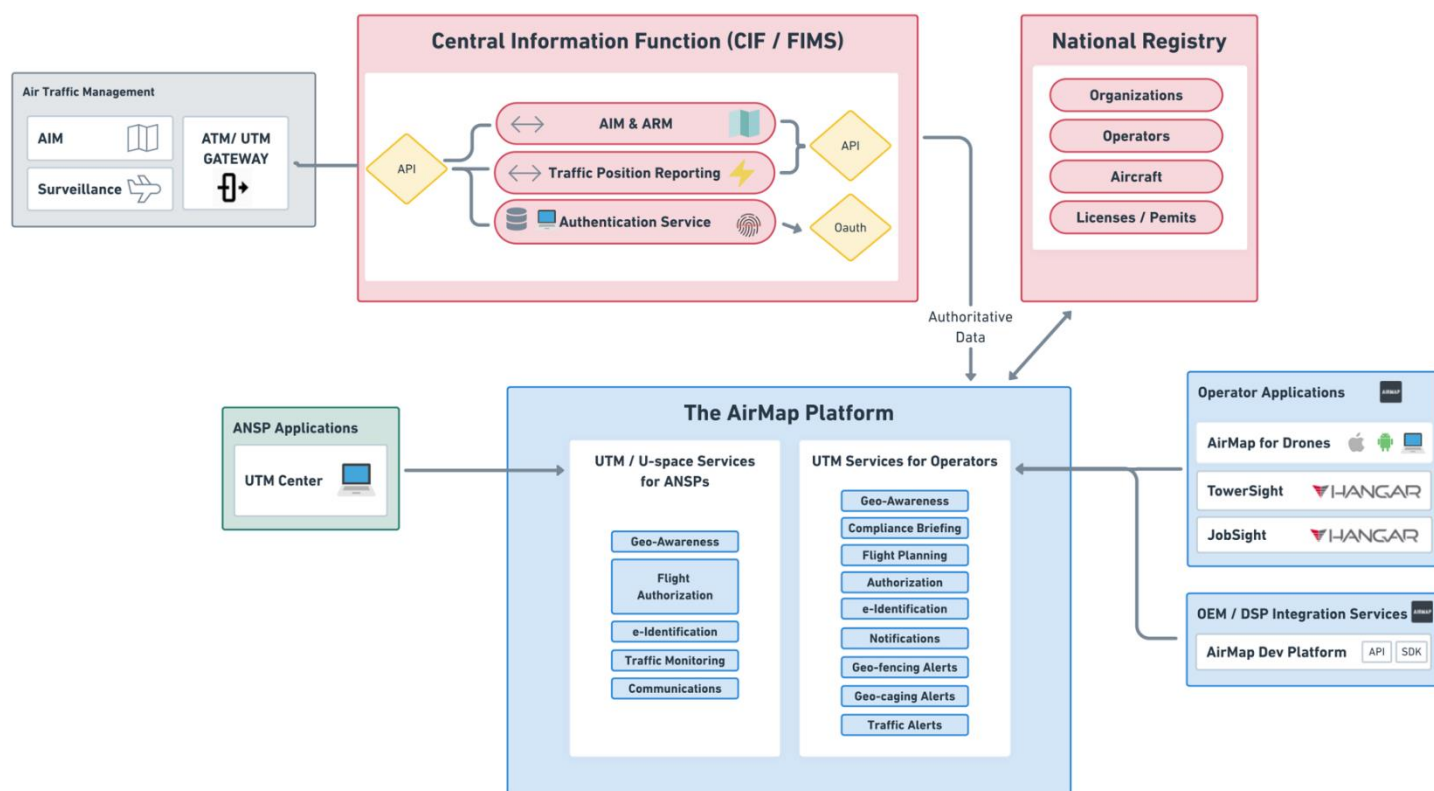 Central Information Function (CIF / FIMS)
National Registry
Air Traffic Management
AIM
Surveillance
ATM/ UTM
GATEWAY
API
AIM & ARM
Traffic Position Reporting
Authentication Service
API
Oauth
Organizations
Operators
Aircraft
Licenses / Pemits
Authoritative
Data
ANSP Applications
UTM Center
The AirMap Platform
UTM / U-space Services
for ANSPs
Geo-Awareness
Flight
Authorization
e-Identification
Traffic Monitoring
Communications
UTM Services for Operators
Geo-Awareness
Compliance Briefing
Flight Planning
Authorization
e-Identification
Notifications
Geo-fencing Alerts
Geo-caging Alerts
Traffic Alerts
Operator Applications
AIRMAP
AirMap for Drones
TowerSight
HANGAR
JobSight
HANGAR
OEM / DSP Integration Services
AIRMAP
AirMap Dev Platform
API
SDK